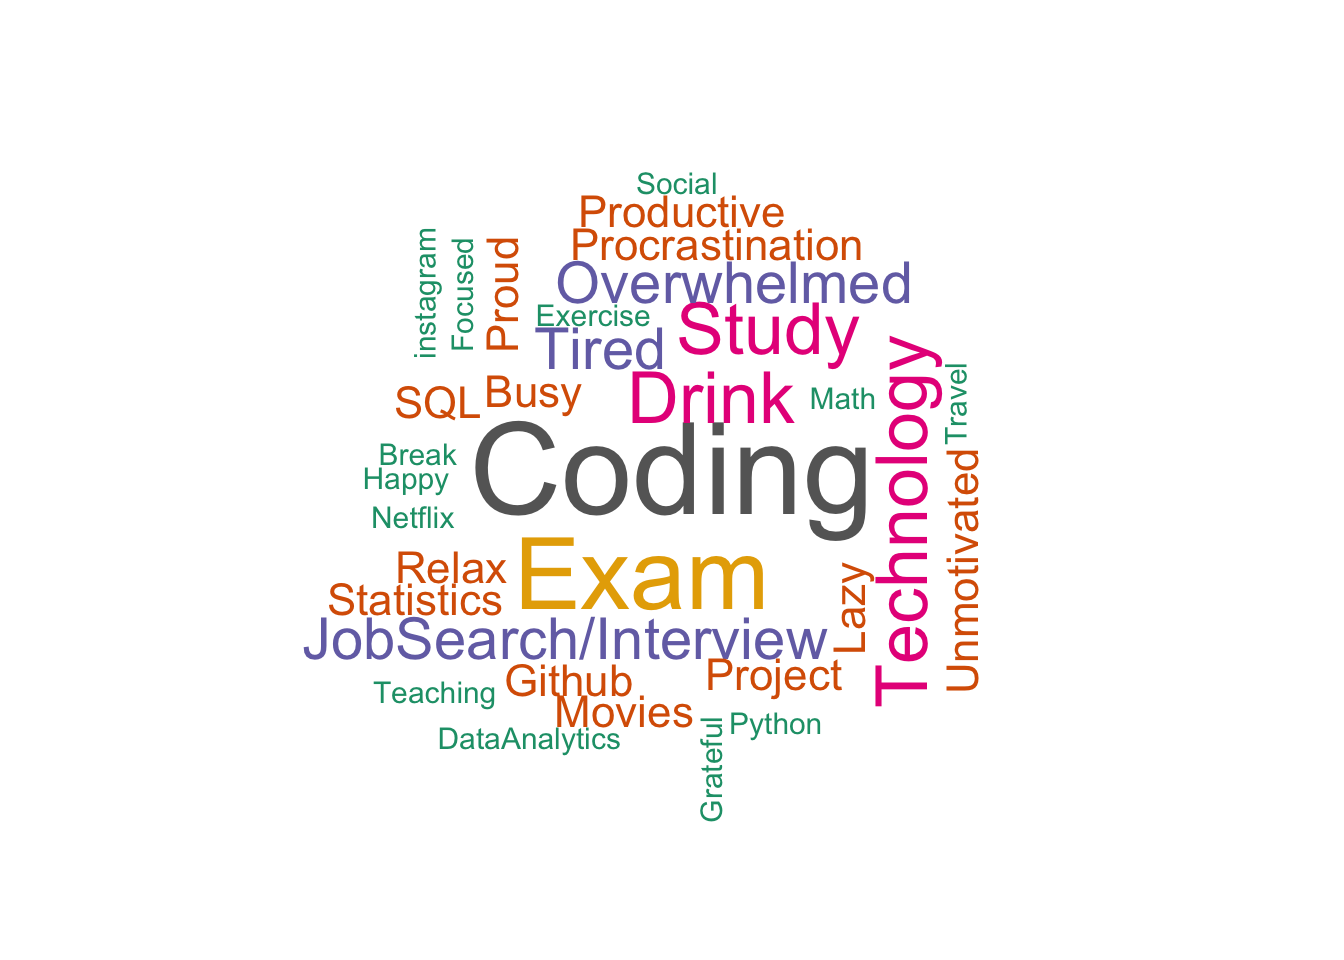 Social
Productive
Procrastination
Overwhelmed
instagram
Focused
Proud
Exercise
Study
Tired
Technology
Travel
Drink
Math
SQL
Busy
Coding
Break
Happy
Netflix
Unmotivated
Exam
Relax
Lazy
Statistics
JobSearch/Interview
Project
Github
Teaching
Movies
Python
Grateful
DataAnalytics